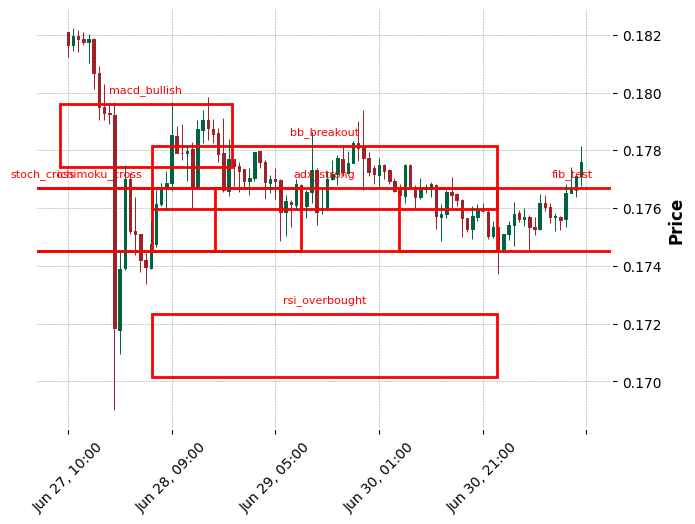 0.182
0.180
macd_bullish
0.178
bb_breakout
stoch_cross
ichimoku_cross
adx_strong
fib_test
0.176
0.174
rsi_overbought
0.172
0.170
Price
Jun 27, 10:00
Jun 28, 09:00
Jun 29, 05:00
Jun 30, 01:00
Jun 30, 21:00